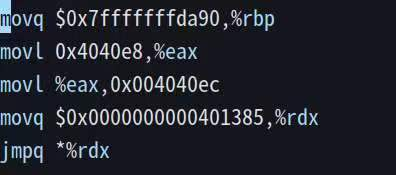 movq $0x7fffffffda90,%rbp
movl 0x4040e8,%eax
movl %eax,0x004040ec
movq $0x0000000000401385,%rdx
jmpq *%rdx